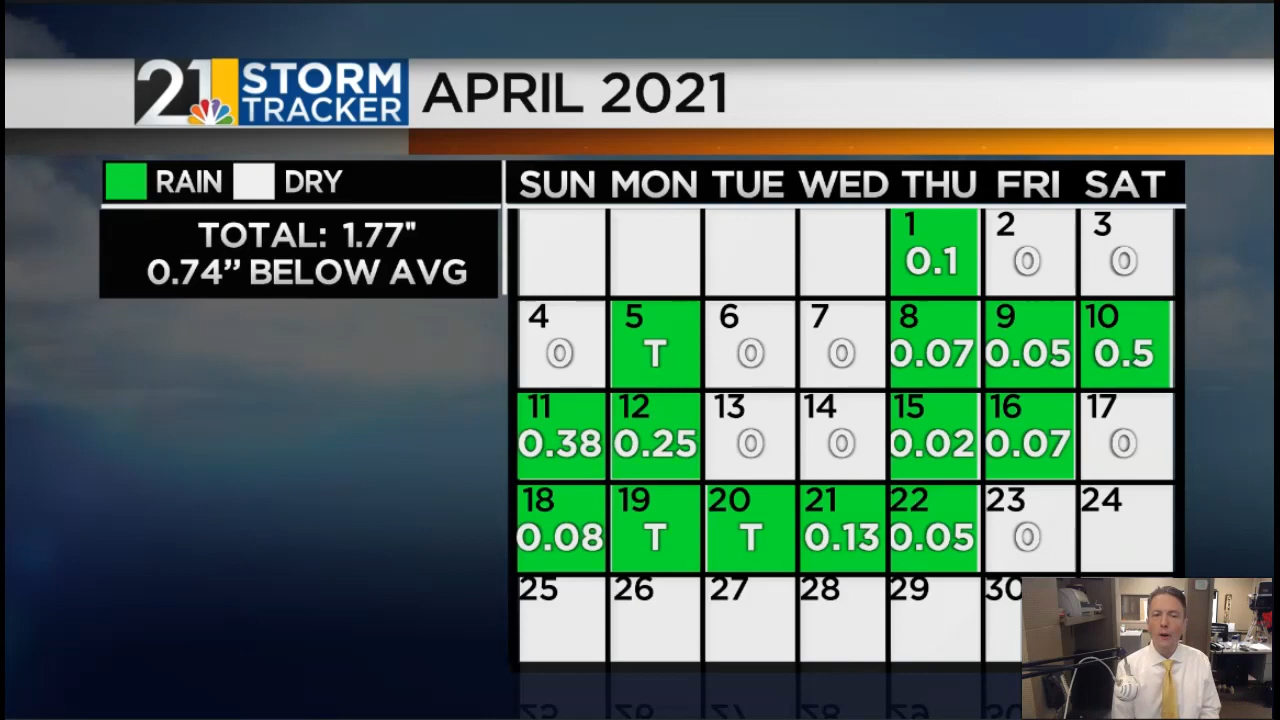 21 STORM TRACKER APRIL 2021
RAIN DRY
TOTAL: 1.77"
0.74” BELOW AVG
SUN MON TUE WED THU FRI SAT
1 2 3
0.1 0 0
4 5 6 7 8 9 10
0 T 0 0 0.07 0.05 0.5
11 12 13 14 15 16 17
0.38 0.25 0 0 0.02 0.07 0
18 19 20 21 22 23 24
0.08 T T 0.13 0.05 0
25 26 27 28 29 30